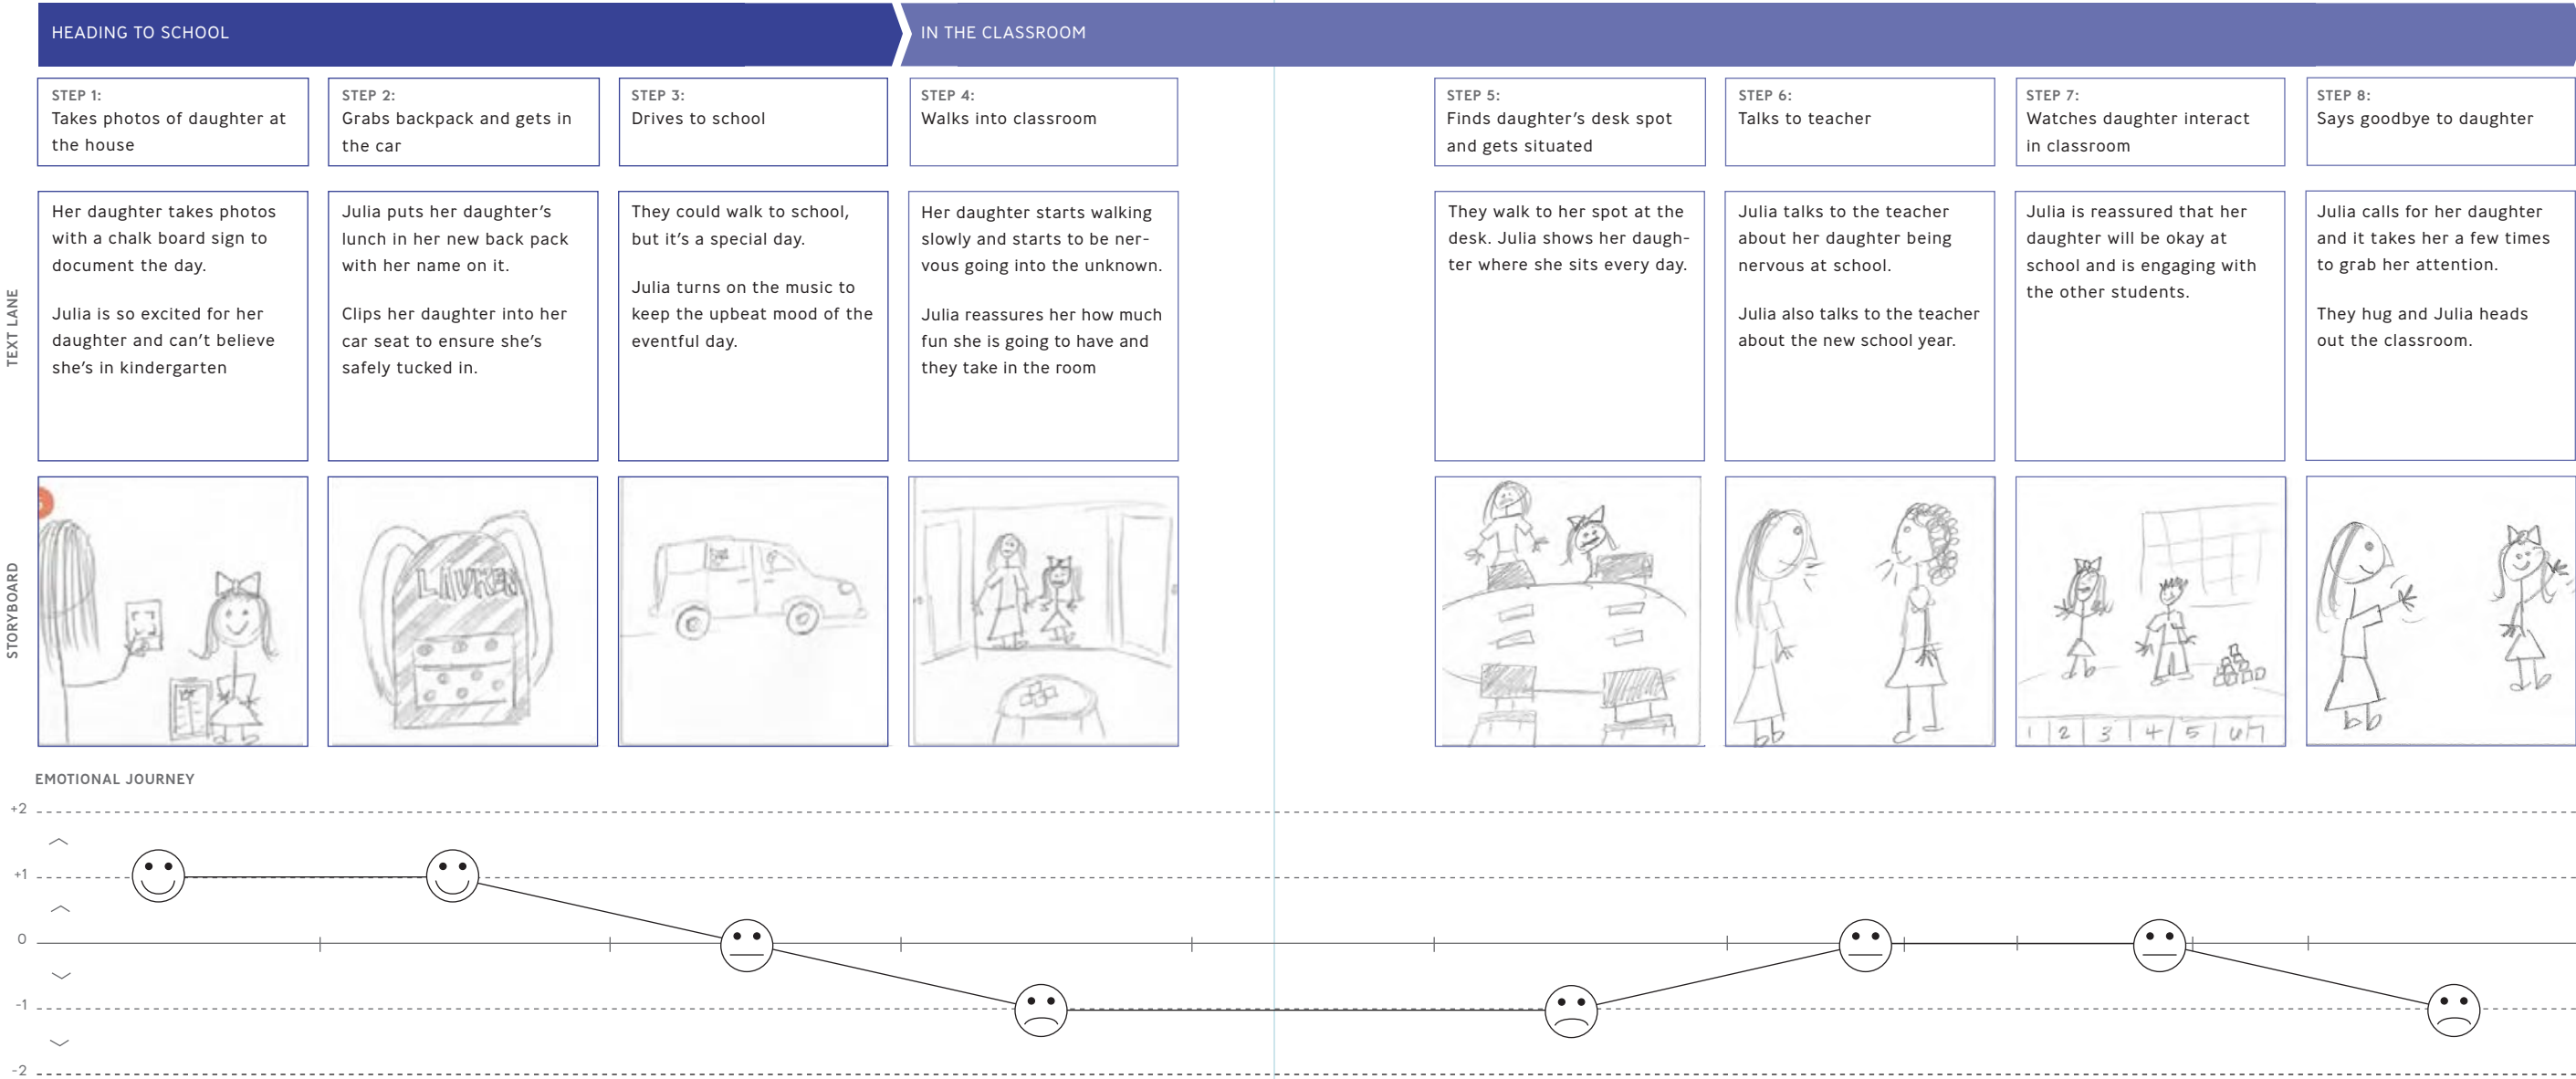 HEADING TO SCHOOL
IN THE CLASSROOM
STEP 1:
Takes photos of daughter at
the house
STEP 2:
Grabs backpack and gets in
the car
STEP 3:
Drives to school
STEP 4:
Walks into classroom
STEP 5:
Finds daughter’s desk spot
and gets situated
STEP 6:
Talks to teacher
STEP 7:
Watches daughter interact
in classroom
STEP 8:
Says goodbye to daughter
TEXT LANE
Her daughter takes photos
with a chalk board sign to
document the day.
Julia is so excited for her
daughter and can’t believe
she’s in kindergarten
Julia puts her daughter’s
lunch in her new back pack
with her name on it.
Clips her daughter into her
car seat to ensure she’s
safely tucked in.
They could walk to school,
but it’s a special day.
Julia turns on the music to
keep the upbeat mood of the
eventful day.
Her daughter starts walking
slowly and starts to be ner-
vous going into the unknown.
Julia reassures her how much
fun she is going to have and
they take in the room
They walk to her spot at the
desk. Julia shows her daugh-
ter where she sits every day.
Julia talks to the teacher
about her daughter being
nervous at school.
Julia also talks to the teacher
about the new school year.
Julia is reassured that her
daughter will be okay at
school and is engaging with
the other students.
Julia calls for her daughter
and it takes her a few times
to grab her attention.
They hug and Julia heads
out the classroom.
STORYBOARD
LAUREN
1 2 3 4 5 6 7
EMOTIONAL JOURNEY
+2
+1
0
-1
-2